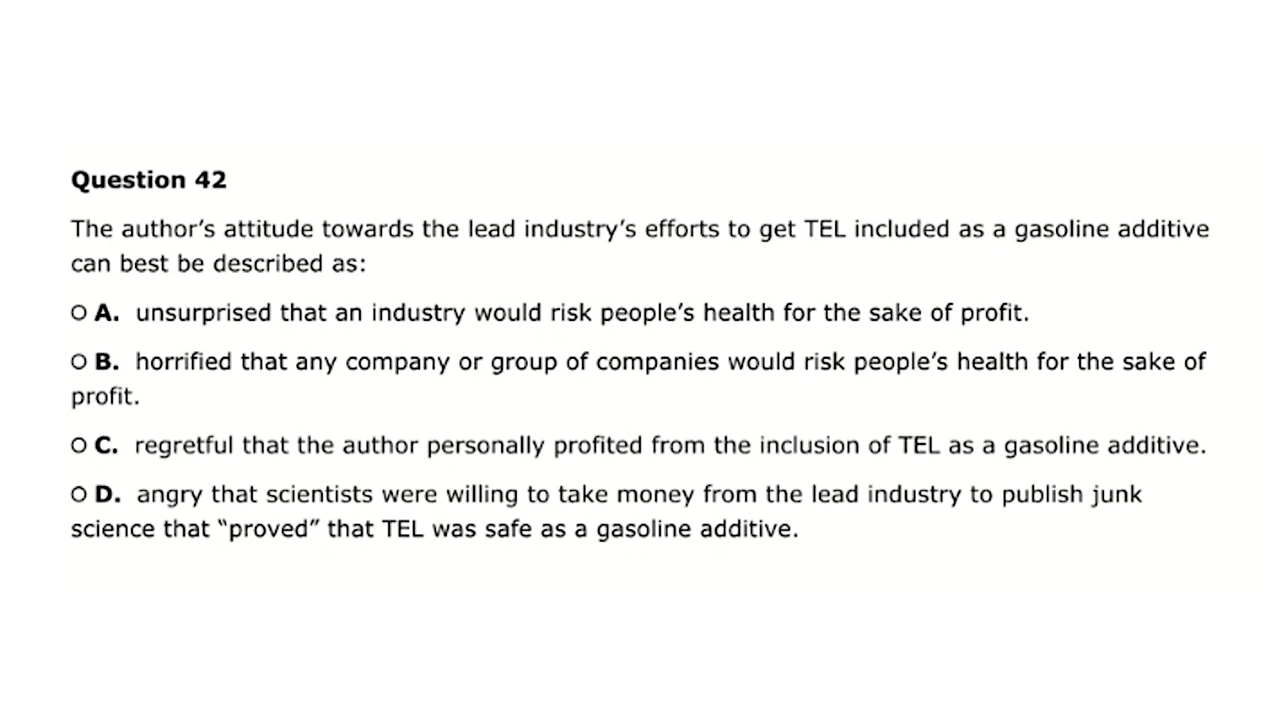 Question 42
The author’s attitude towards the lead industry’s efforts to get TEL included as a gasoline additive
can best be described as:
A. unsurprised that an industry would risk people’s health for the sake of profit.
B. horrified that any company or group of companies would risk people’s health for the sake of
profit.
C. regretful that the author personally profited from the inclusion of TEL as a gasoline additive.
D. angry that scientists were willing to take money from the lead industry to publish junk
science that “proved” that TEL was safe as a gasoline additive.